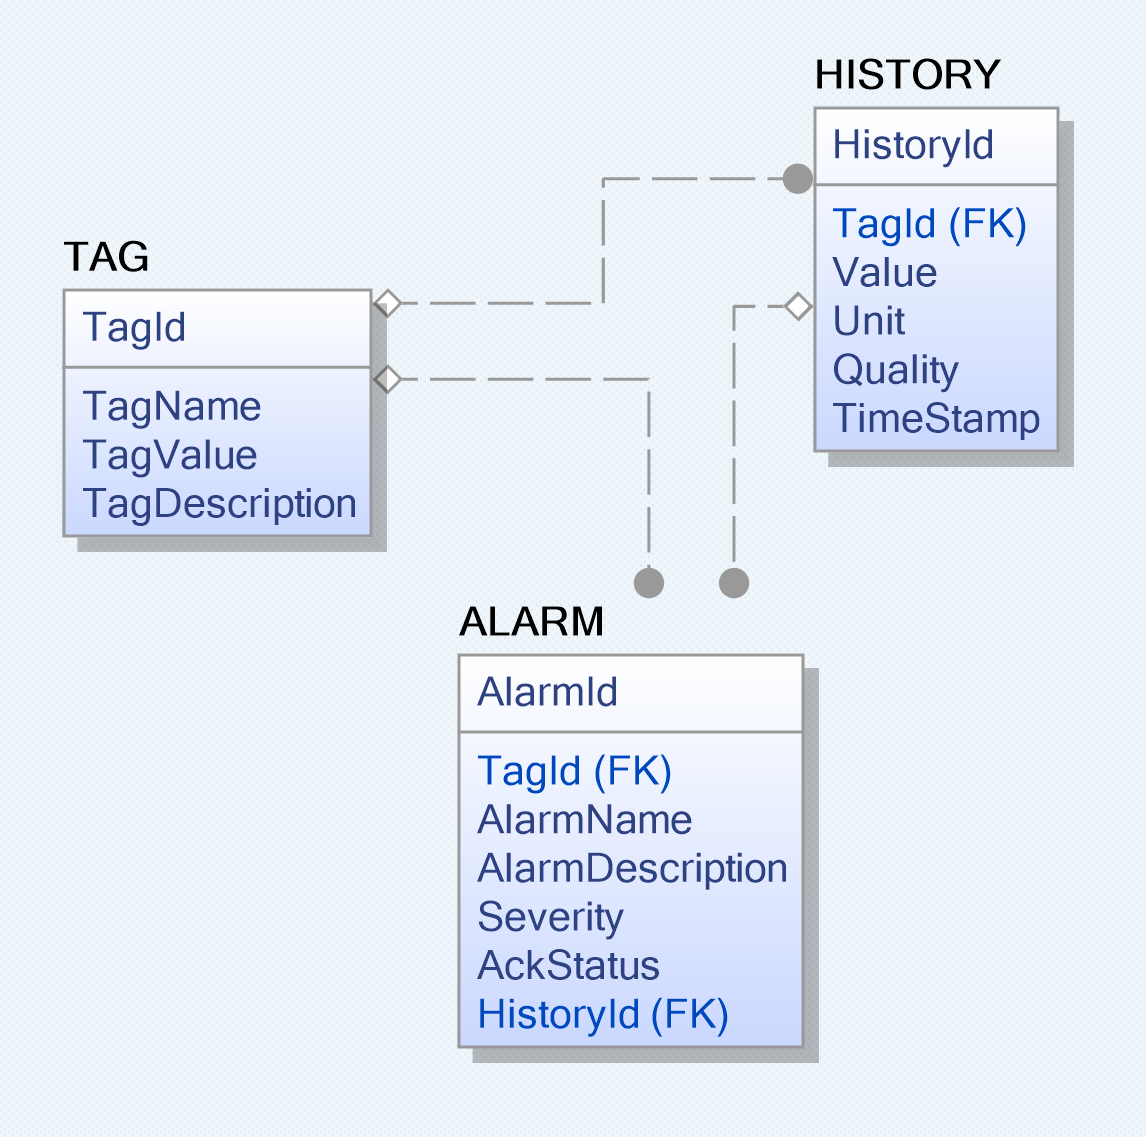 HISTORY
HistoryId
TagId (FK)
Value
Unit
Quality
TimeStamp
TAG
TagId
TagName
TagValue
TagDescription
ALARM
AlarmId
TagId (FK)
AlarmName
AlarmDescription
Severity
AckStatus
HistoryId (FK)